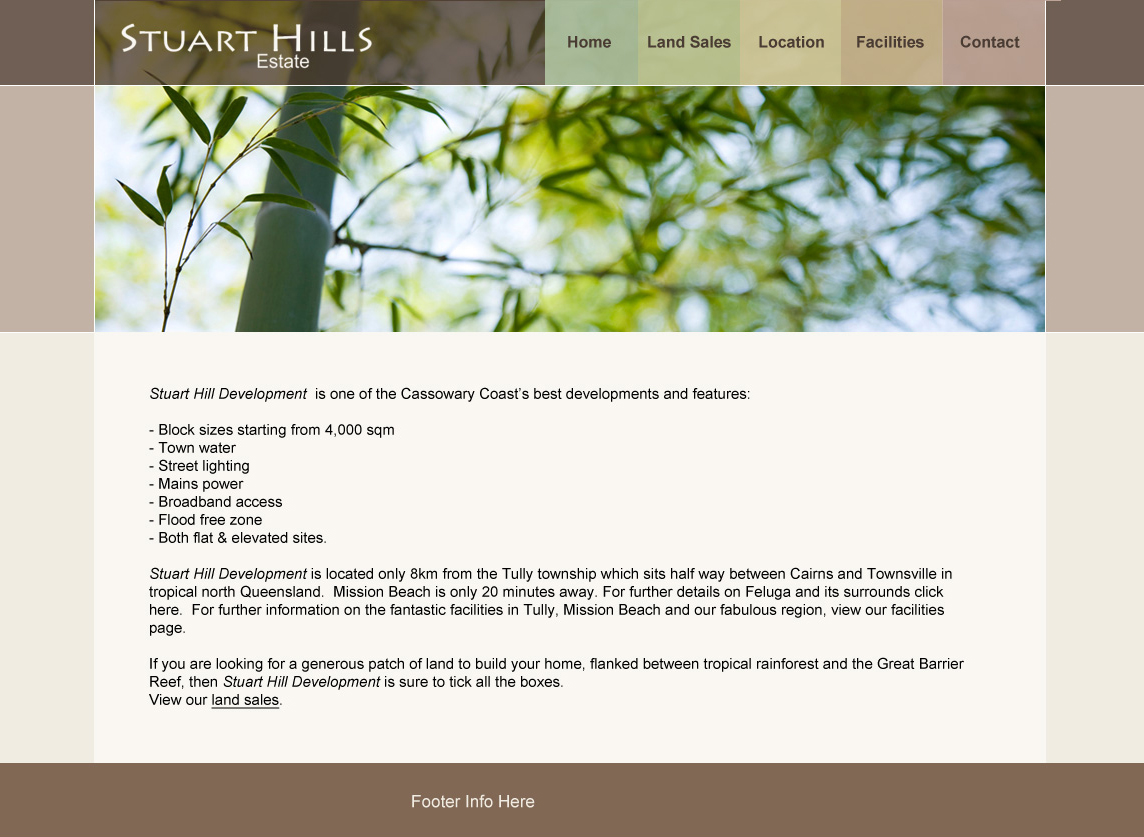 STUART HILLS
Estate
Home Land Sales Location Facilities Contact
Stuart Hill Development  is one of the Cassowary Coast's best developments and features:
- Block sizes starting from 4,000 sqm
- Town water
- Street lighting
- Mains power
- Broadband access
- Flood free zone
- Both flat & elevated sites.
Stuart Hill Development is located only 8km from the Tully township which sits half way between Cairns and Townsville in
tropical north Queensland.  Mission Beach is only 20 minutes away. For further details on Feluga and its surrounds click
here.  For further information on the fantastic facilities in Tully, Mission Beach and our fabulous region, view our facilities
page.
If you are looking for a generous patch of land to build your home, flanked between tropical rainforest and the Great Barrier
Reef, then Stuart Hill Development is sure to tick all the boxes.
View our land sales.
Footer Info Here